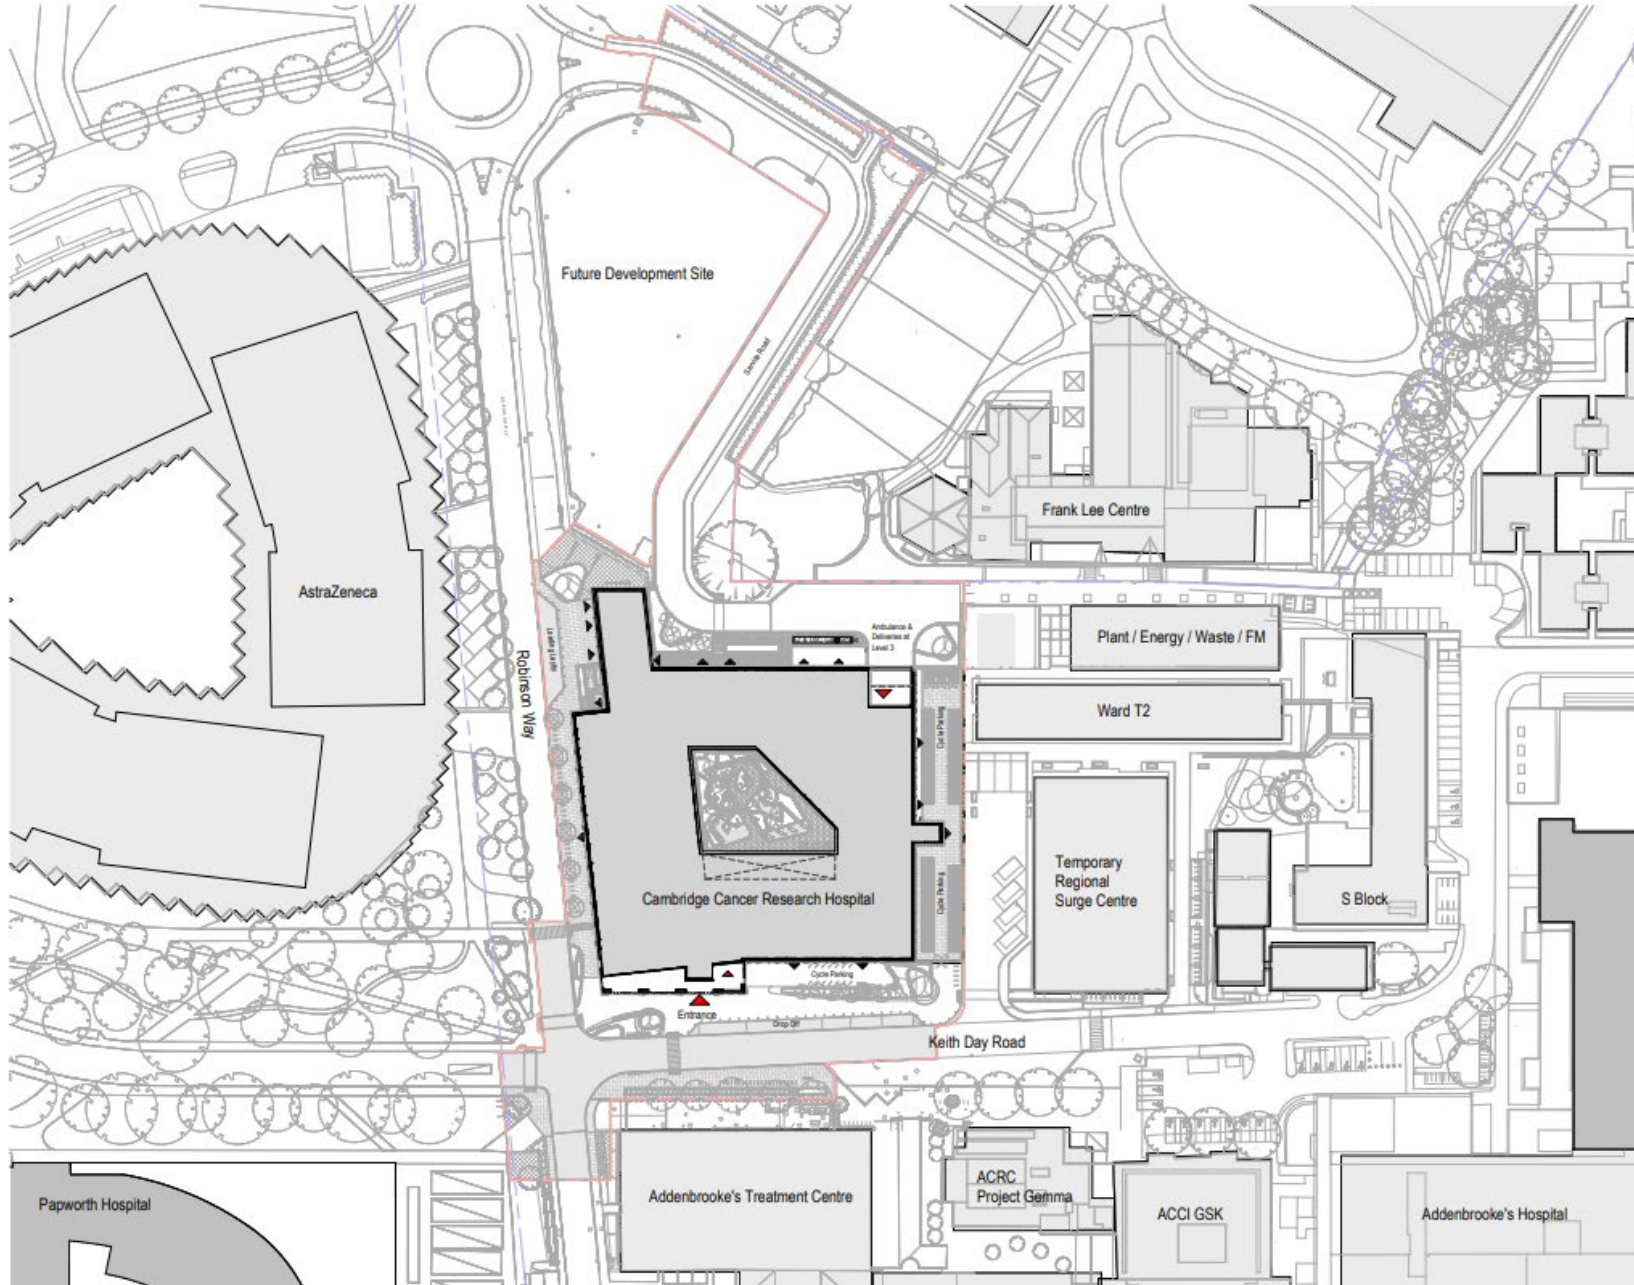 Future Development Site
Service Road
Frank Lee Centre
AstraZeneca
Robinson Way
Ambulance &
Deliveries at
Level 3
Plant / Energy / Waste / FM
Ward T2
Cycle Parking
Temporary
Regional
Surge Centre
S Block
Cambridge Cancer Research Hospital
Cycle Parking
Cycle Parking
Entrance
Drop Off
Keith Day Road
Papworth Hospital
Addenbrooke's Treatment Centre
ACRC
Project Gemma
ACCI GSK
Addenbrooke's Hospital